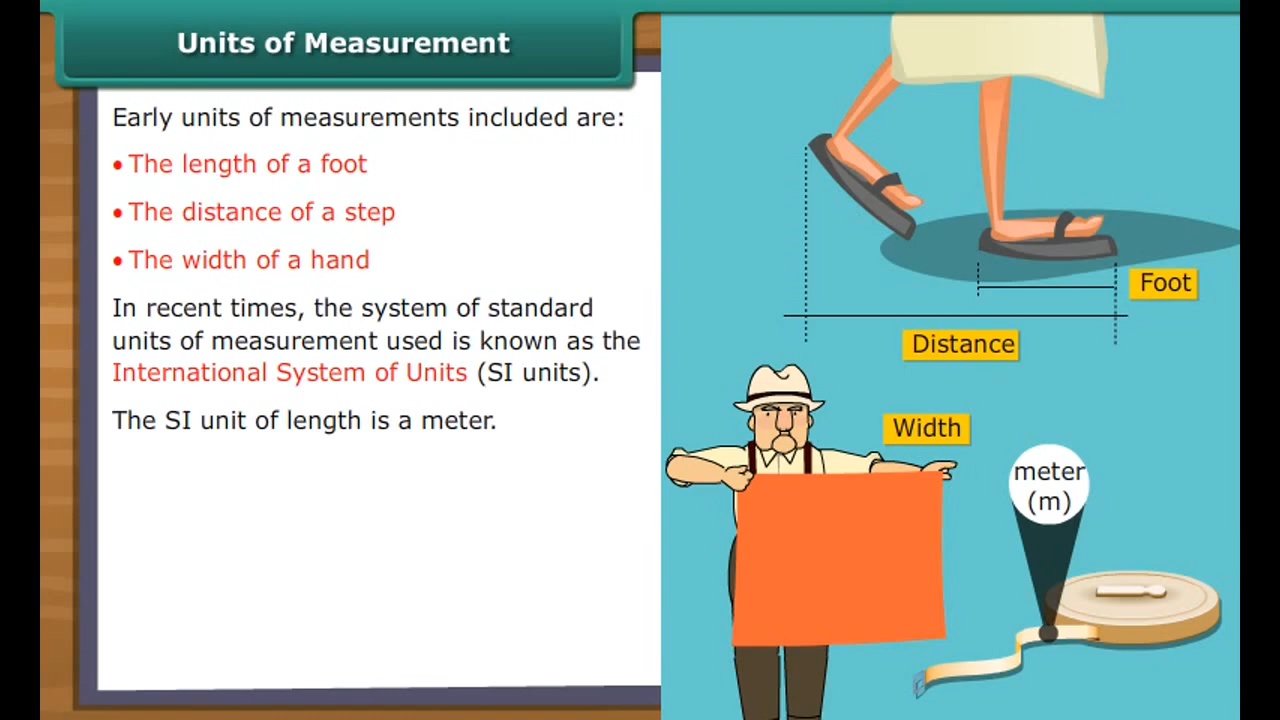 Units of Measurement
Early units of measurements included are:
• The length of a foot
• The distance of a step
• The width of a hand
In recent times, the system of standard
units of measurement used is known as the
International System of Units (SI units).
The SI unit of length is a meter.
Foot
Distance
Width
meter
(m)